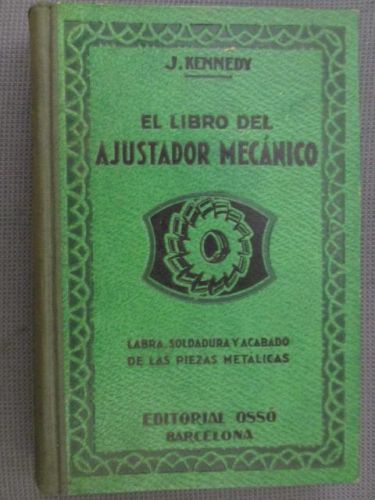 J. KENNEDY
EL LIBRO DEL
AJUSTADOR MECÁNICO
LABRA, SOLDADURA Y ACABADO
DE LAS PIEZAS METALICAS
EDITORIAL OSSÓ
BARCELONA